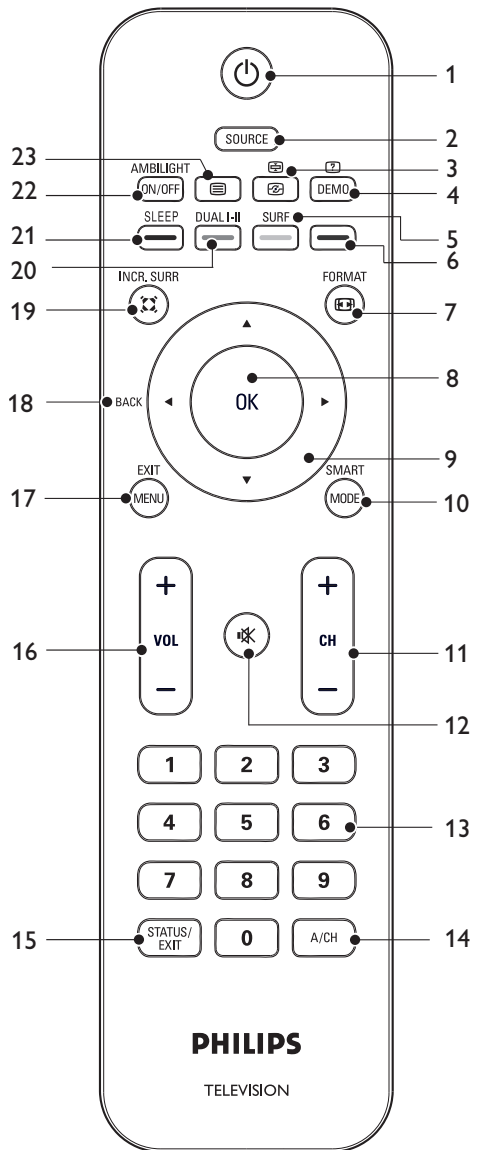 1
SOURCE
2
23
AMBILIGHT
?
3
22
ON/OFF
DEMO
4
SLEEP
DUAL I-II
SURF
21
5
20
6
INCR. SURR
FORMAT
19
7
8
18
BACK
OK
9
EXIT
SMART
17
MENU
MODE
10
+
+
16
VOL
CH
11
–
–
12
1 2 3
4 5 6
13
7 8 9
15
STATUS/
EXIT
0
A/CH
14
PHILIPS
TELEVISION